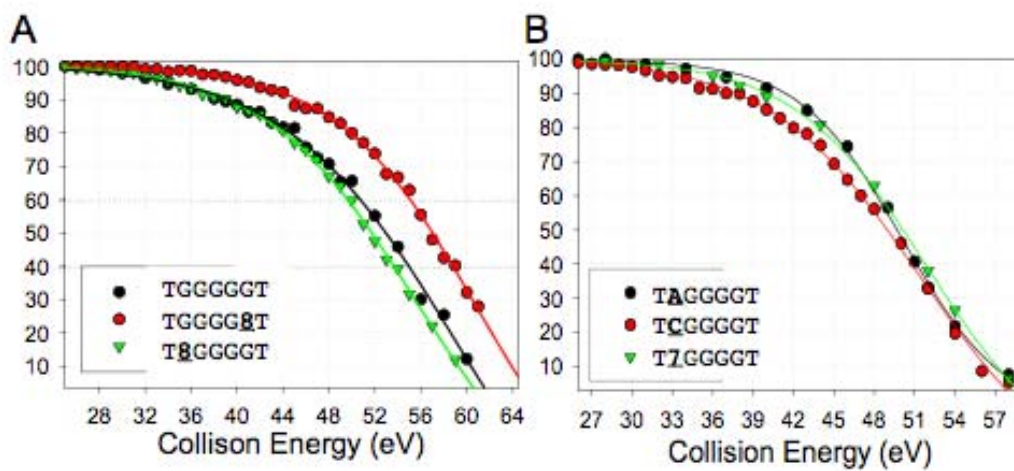 A
100
90
80
70
60
50
40
30
20
10
TGGGGGT
TGGGG8T
T8GGGGT
28 32 36 40 44 48 52 56 60 64
Collison Energy (eV)
B
100
90
80
70
60
50
40
30
20
10
TAGGGGT
TCGGGGT
T7GGGGT
27 30 33 36 39 42 45 48 51 54 57
Collision Energy (eV)